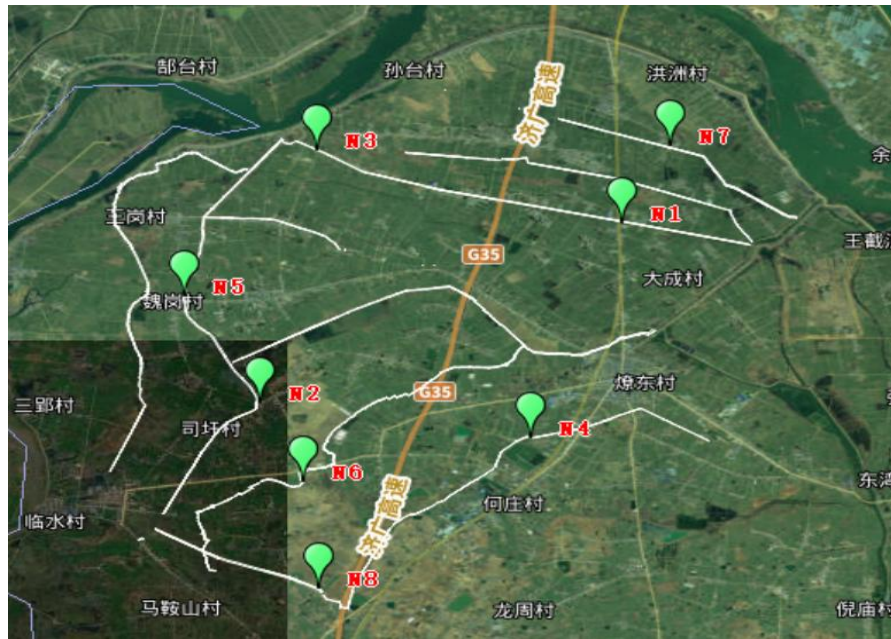 郜台村
孙台村
洪洲村
济广高速
N3
N7
王岗村
N1
王截流
G35
大成村
N5
魏岗村
三郢村
N2
G35
燎东村
司圩村
N4
N6
东湾
临水村
济广高速
何庄村
N8
马鞍山村
龙周村
倪庙村